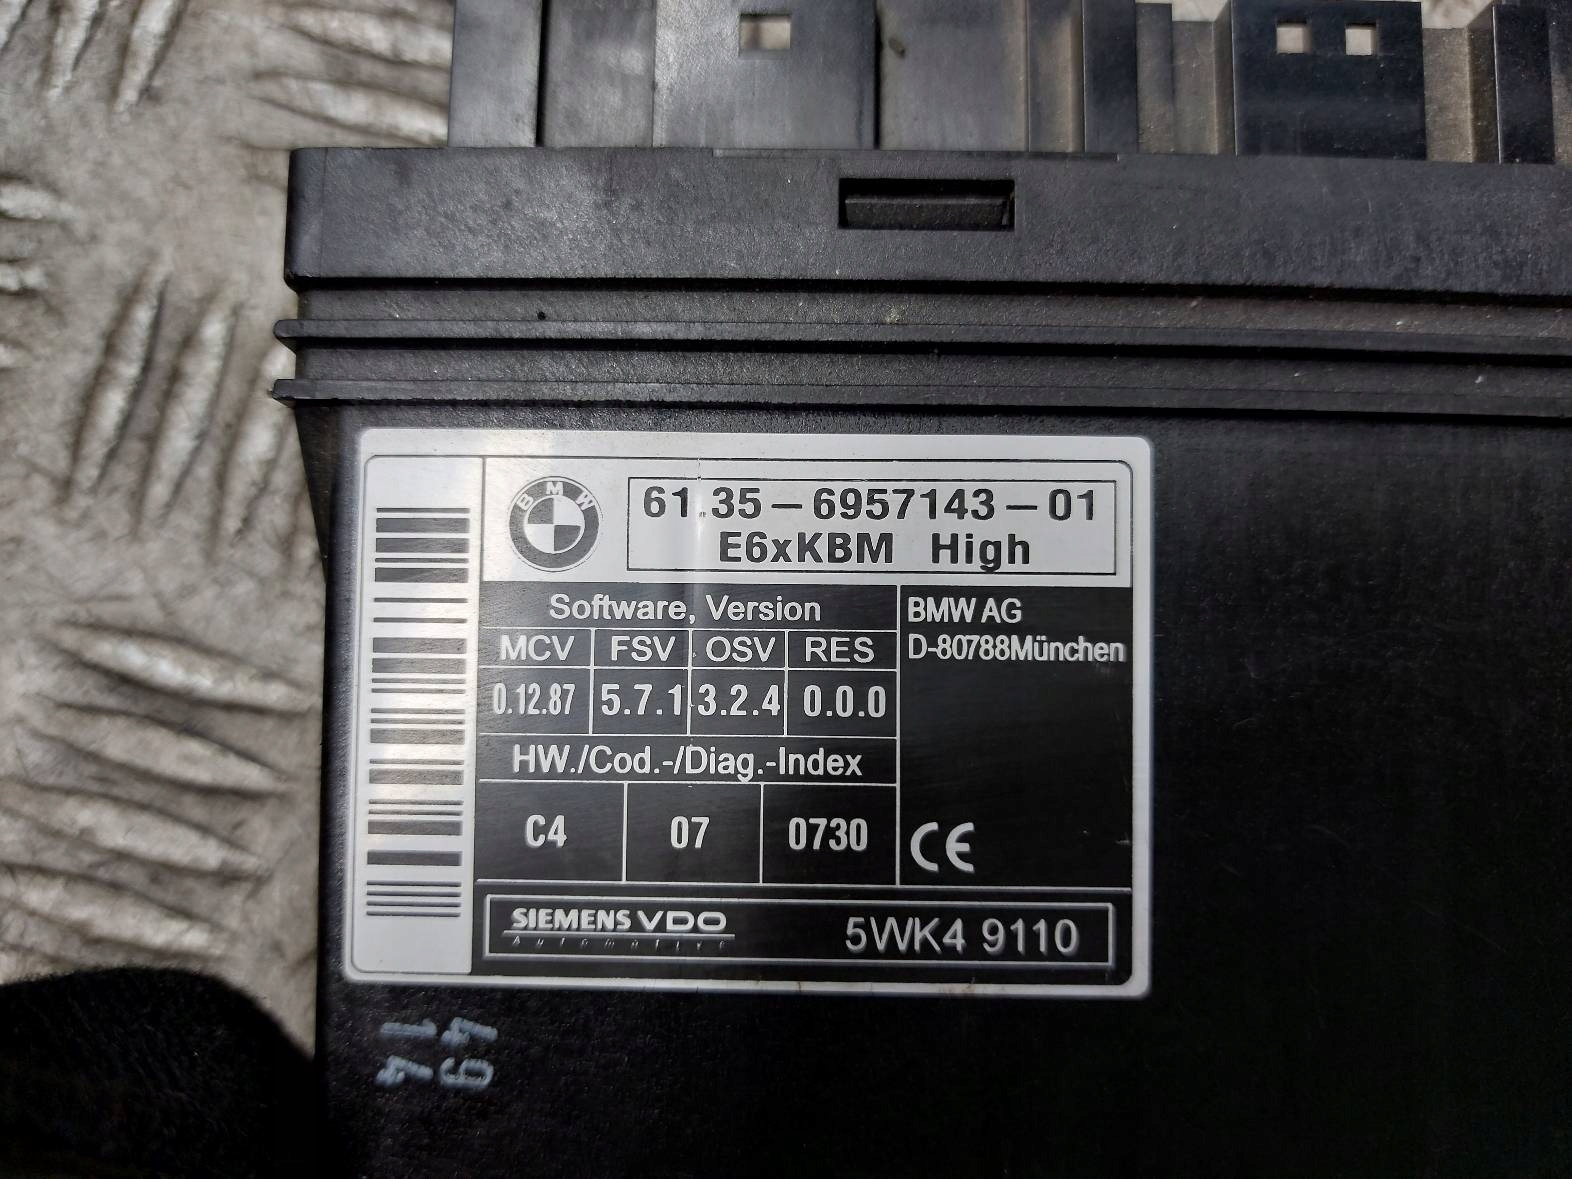 BMW
61.35-6957143-01
E6xKBM High
Software, Version
MCV FSV OSV RES
0.12.87 5.7.1 3.2.4 0.0.0
HW./Cod.-/Diag.-Index
C4 07 0730
BMW AG
D-80788München
CE
SIEMENS VDO
Automotive
5WK4 9110